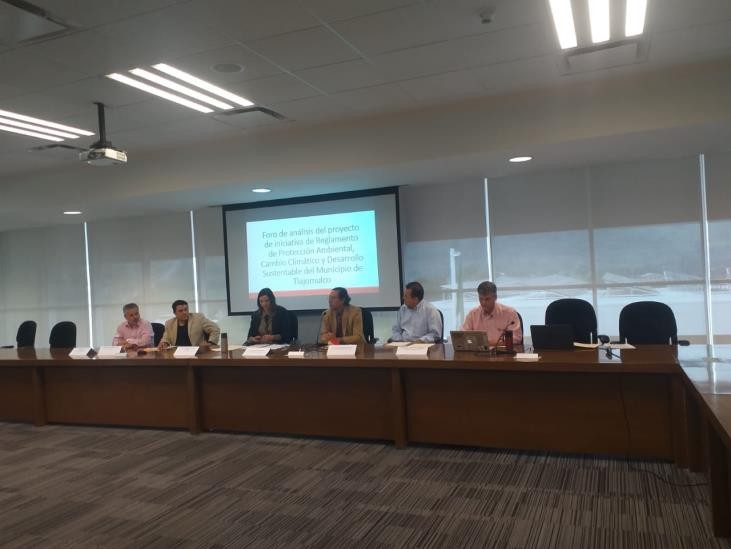 Foro de análisis del proyecto
de iniciativa de Reglamento
de Protección Ambiental,
Cambio Climático y Desarrollo
Sustentable del Municipio de
Tlajomulco